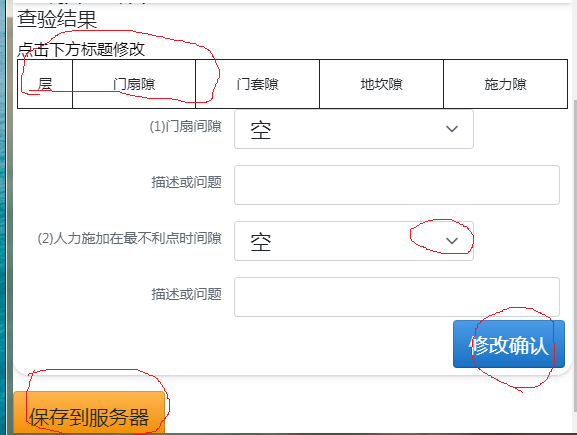 查验结果
点击下方标题修改
层 门扇隙 门套隙 地坎隙 施力隙
(1)门扇间隙 空
描述或问题
(2)人力施加在最不利点时间隙 空
描述或问题
修改确认
保存到服务器